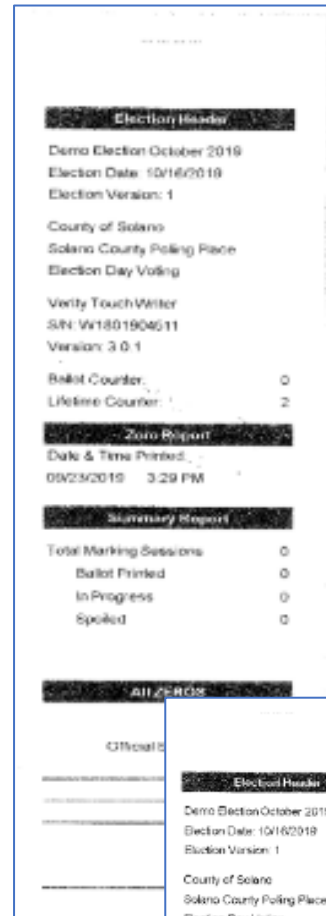 Election Header
Demo Election October 2019
Election Date: 10/16/2019
Election Version: 1
County of Solano
Solano County Polling Place
Election Day Voting
Verity Touch Writer
S/N: W1801904511
Version: 3.0.1
Ballot Counter: 0
Lifetime Counter: 2
Zero Report
Date & Time Printed:
09/23/2019 3:29 PM
Summary Report
Total Marking Sessions 0
Ballot Printed 0
In Progress 0
Spoiled 0
All ZEROS
Official
Election Header
Demo Election October 201
Election Date: 10/16/2019
Election Version: 1
County of Solano
Solano County Polling Place